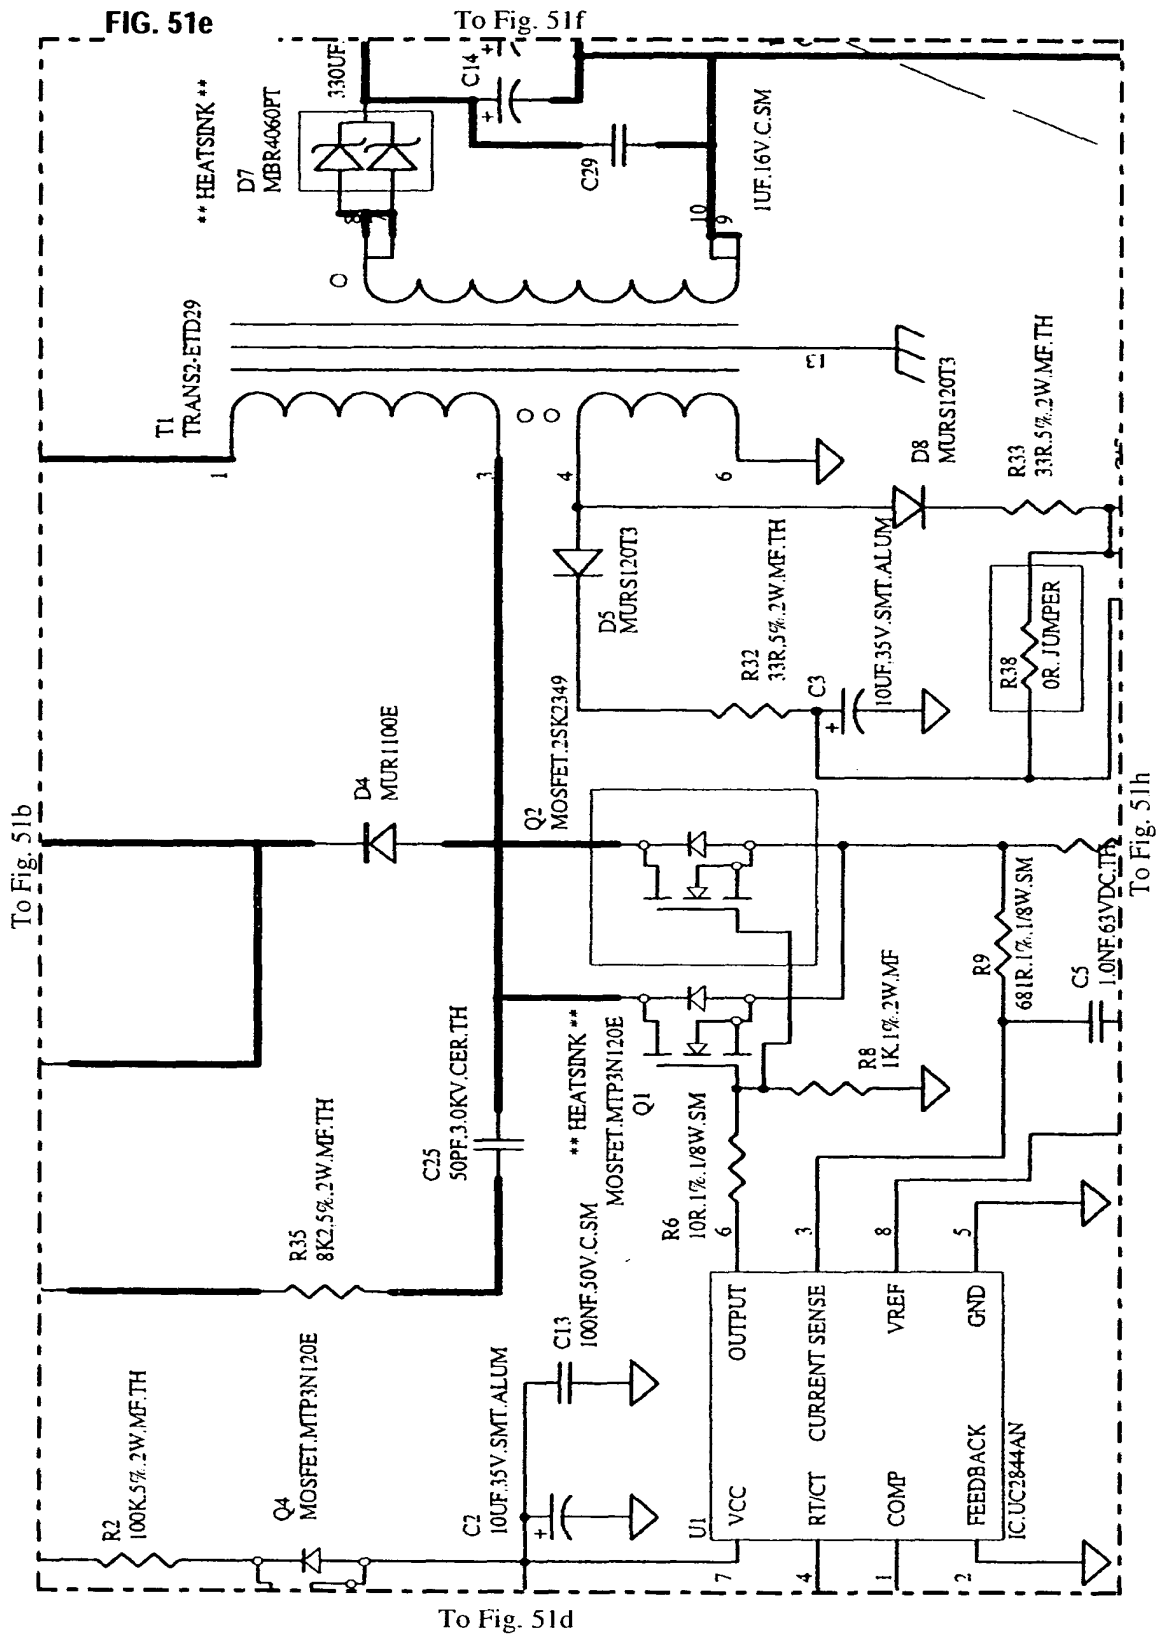 FIG. 51e
To Fig. 51f
To Fig. 51b
To Fig. 51h
To Fig. 51d
** HEATSINK **
D7
MBR4060PT
330UF
C14
+
+
C29
1UF.16V.C.SM
8
7
10
9
T1
TRANS2-ETD29
1
3
4
6
13
D8
MURS120T3
R33
33R.5%.2W.MF.TH
D5
MURS120T3
R32
33R.5%.2W.MF.TH
C3
+
10UF.35V.SMT.ALUM
R38
0R. JUMPER
D4
MUR1100E
Q2
MOSFET.2SK2349
R9
681R.1%.1/8W.SM
C5
1.0NF.63VDC.TH
C25
50PF.3.0KV.CER.TH
** HEATSINK **
MOSFET.MTP3N120E
Q1
R8
1K.1%.2W.MF
R35
8K2.5%.2W.MF.TH
R6
10R.1%.1/8W.SM
C13
100NF.50V.C.SM
R2
100K.5%.2W.MF.TH
Q4
MOSFET.MTP3N120E
C2
10UF.35V.SMT.ALUM
+
U1
IC.UC2844AN
VCC
RT/CT
COMP
FEEDBACK
OUTPUT
CURRENT SENSE
VREF
GND
7
4
1
2
6
3
8
5